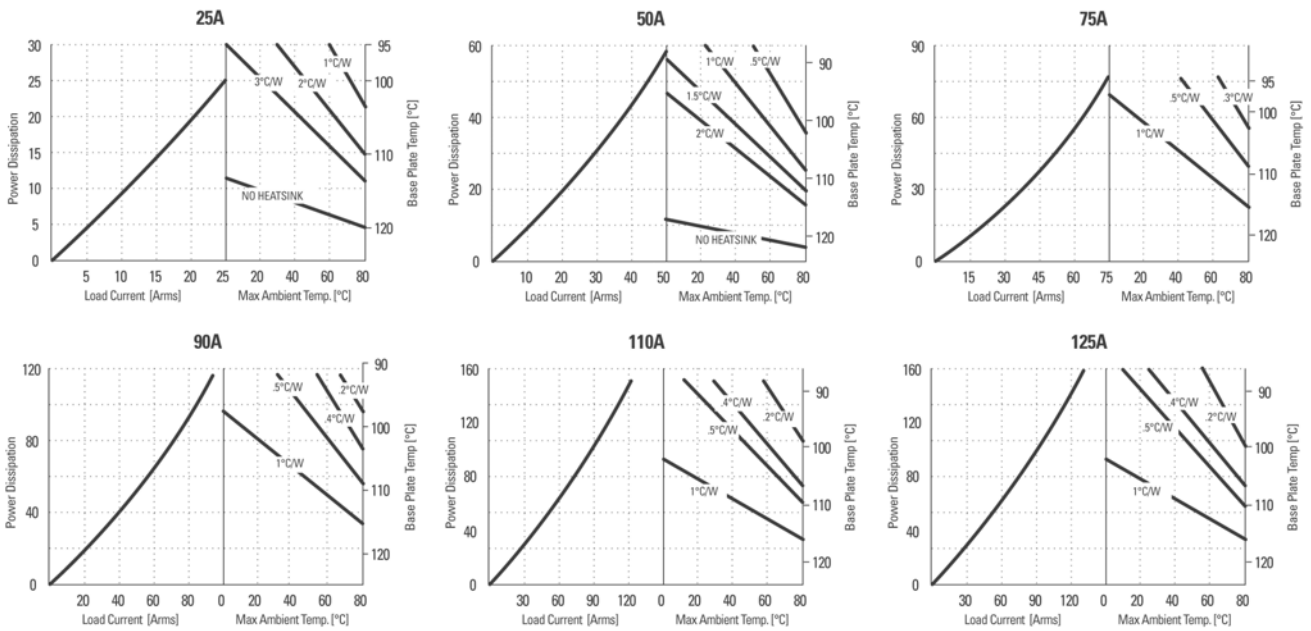 25A
30
25
20
15
10
5
0
Power Dissipation
5 10 15 20 25 20 40 60 80
Load Current [Arms] Max Ambient Temp. [°C]
1°C/W
2°C/W
3°C/W
NO HEATSINK
95
100
110
120
Base Plate Temp [°C]
50A
60
40
20
0
Power Dissipation
10 20 30 40 50 20 40 60 80
Load Current [Arms] Max Ambient Temp. [°C]
1°C/W .5°C/W
1.5°C/W
2°C/W
NO HEATSINK
90
100
110
120
Base Plate Temp [°C]
75A
90
60
30
0
Power Dissipation
15 30 45 60 75 20 40 60 80
Load Current [Arms] Max Ambient Temp. [°C]
.5°C/W .3°C/W
1°C/W
95
100
110
120
Base Plate Temp [°C]
90A
120
80
40
0
Power Dissipation
20 40 60 80 0 20 40 60 80
Load Current [Arms] Max Ambient Temp. [°C]
.5°C/W .2°C/W
.4°C/W
1°C/W
90
100
110
120
Base Plate Temp [°C]
110A
160
120
80
40
0
Power Dissipation
30 60 90 120 0 20 40 60 80
Load Current [Arms] Max Ambient Temp. [°C]
.4°C/W
.2°C/W
.5°C/W
1°C/W
90
100
110
120
Base Plate Temp [°C]
125A
160
120
80
40
0
Power Dissipation
30 60 90 120 0 20 40 60 80
Load Current [Arms] Max Ambient Temp. [°C]
.4°C/W
.2°C/W
.5°C/W
1°C/W
90
100
110
120
Base Plate Temp [°C]